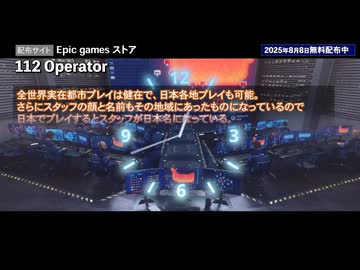 配布サイト Epic games ストア
2025年8月8日無料配布中
112 Operator
全世界実在都市プレイは健在で、日本各地プレイも可能。
さらにスタッフの顔と名前もその地域にあったものになっているので
日本でプレイするとスタッフが日本名になっている。
12
9
3
6